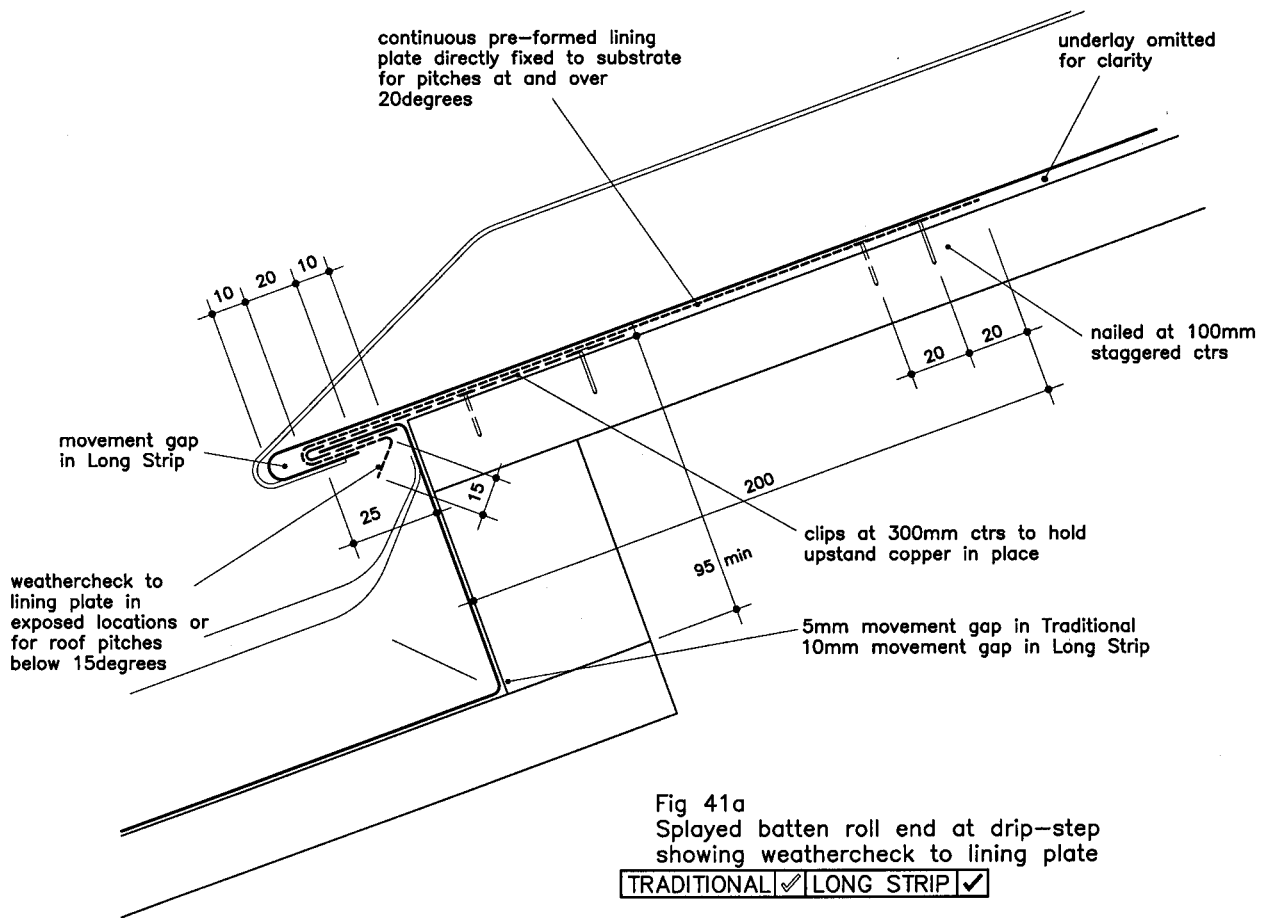 continuous pre-formed lining
plate directly fixed to substrate
for pitches at and over
20degrees
underlay omitted
for clarity
10
20
10
nailed at 100mm
staggered ctrs
20
20
movement gap
in Long Strip
200
25
15
clips at 300mm ctrs to hold
upstand copper in place
95 min
weathercheck to
lining plate in
exposed locations or
for roof pitches
below 15degrees
5mm movement gap in Traditional
10mm movement gap in Long Strip
Fig 41a
Splayed batten roll end at drip-step
showing weathercheck to lining plate
TRADITIONAL ✓ LONG STRIP ✓